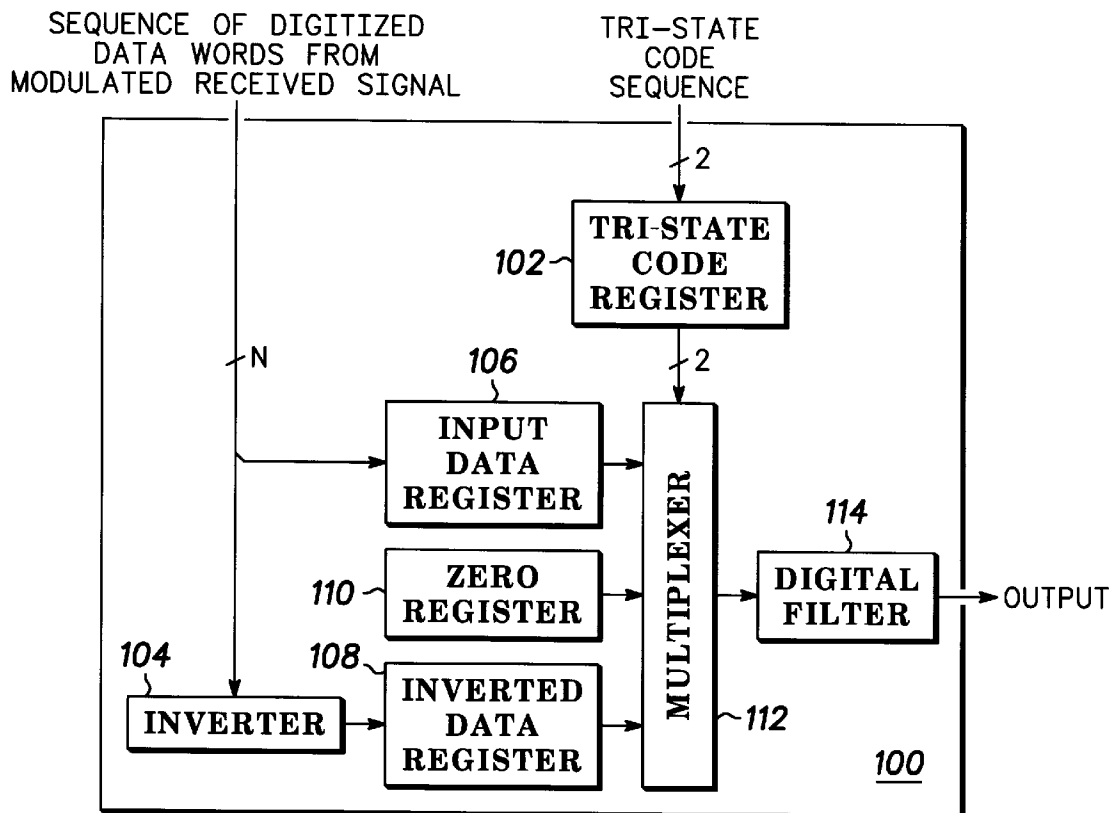 SEQUENCE OF DIGITIZED
DATA WORDS FROM
MODULATED RECEIVED SIGNAL
TRI-STATE
CODE
SEQUENCE
2
TRI-STATE
CODE
REGISTER
102
2
N
106
INPUT
DATA
REGISTER
MULTIPLEXER
114
ZERO
REGISTER
110
DIGITAL
FILTER
OUTPUT
104
INVERTER
108
INVERTED
DATA
REGISTER
112
100